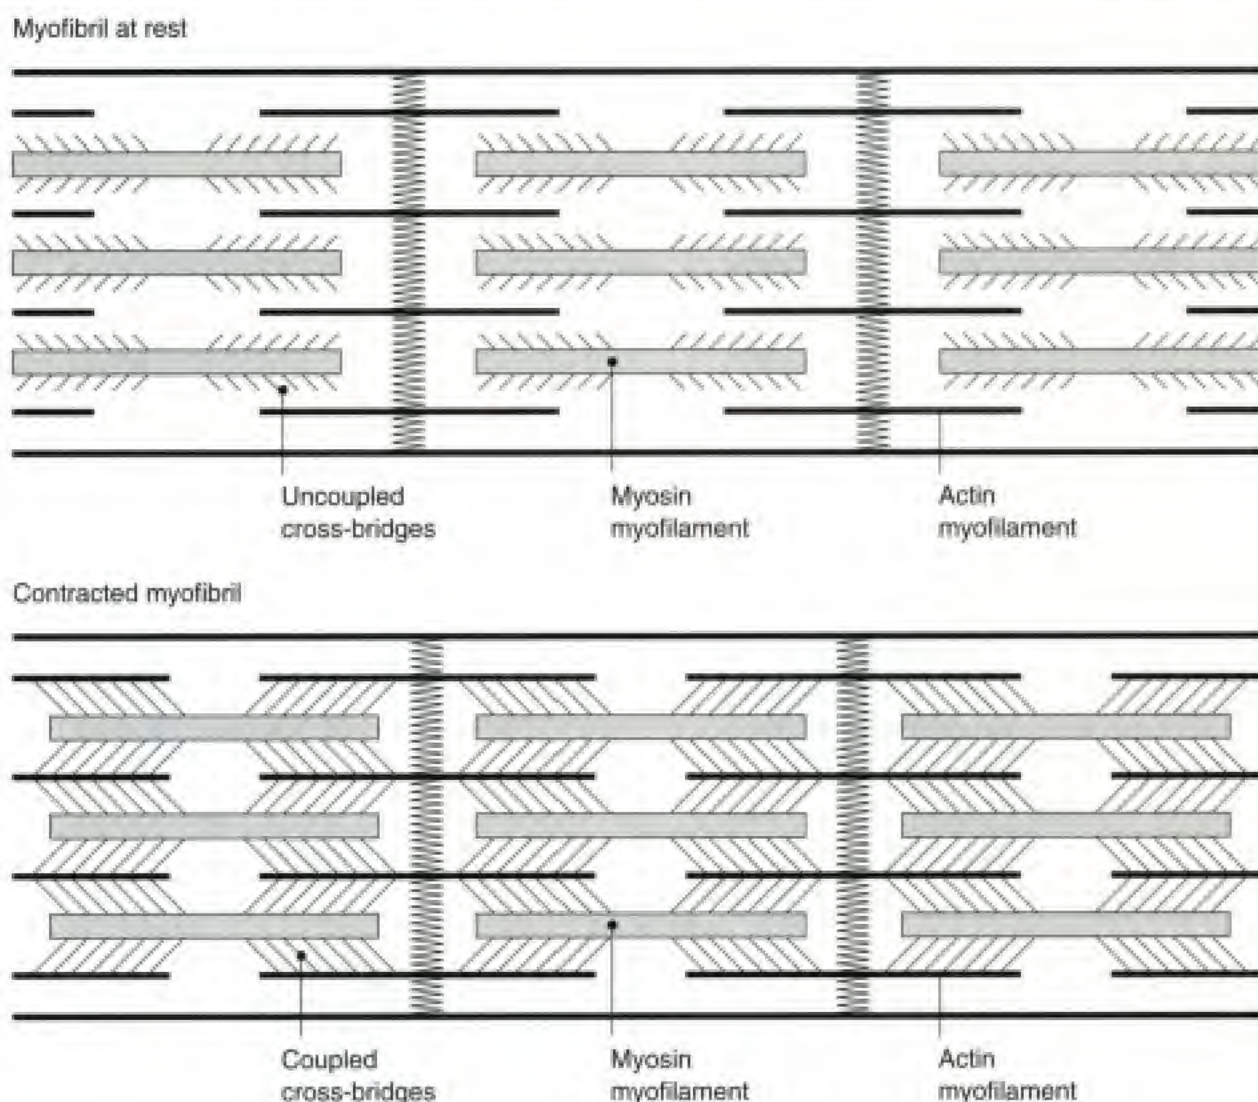 Myofibril at rest
Uncoupled
cross-bridges
Myosin
myofilament
Actin
myofilament
Contracted myofibril
Coupled
cross-bridges
Myosin
myofilament
Actin
myofilament